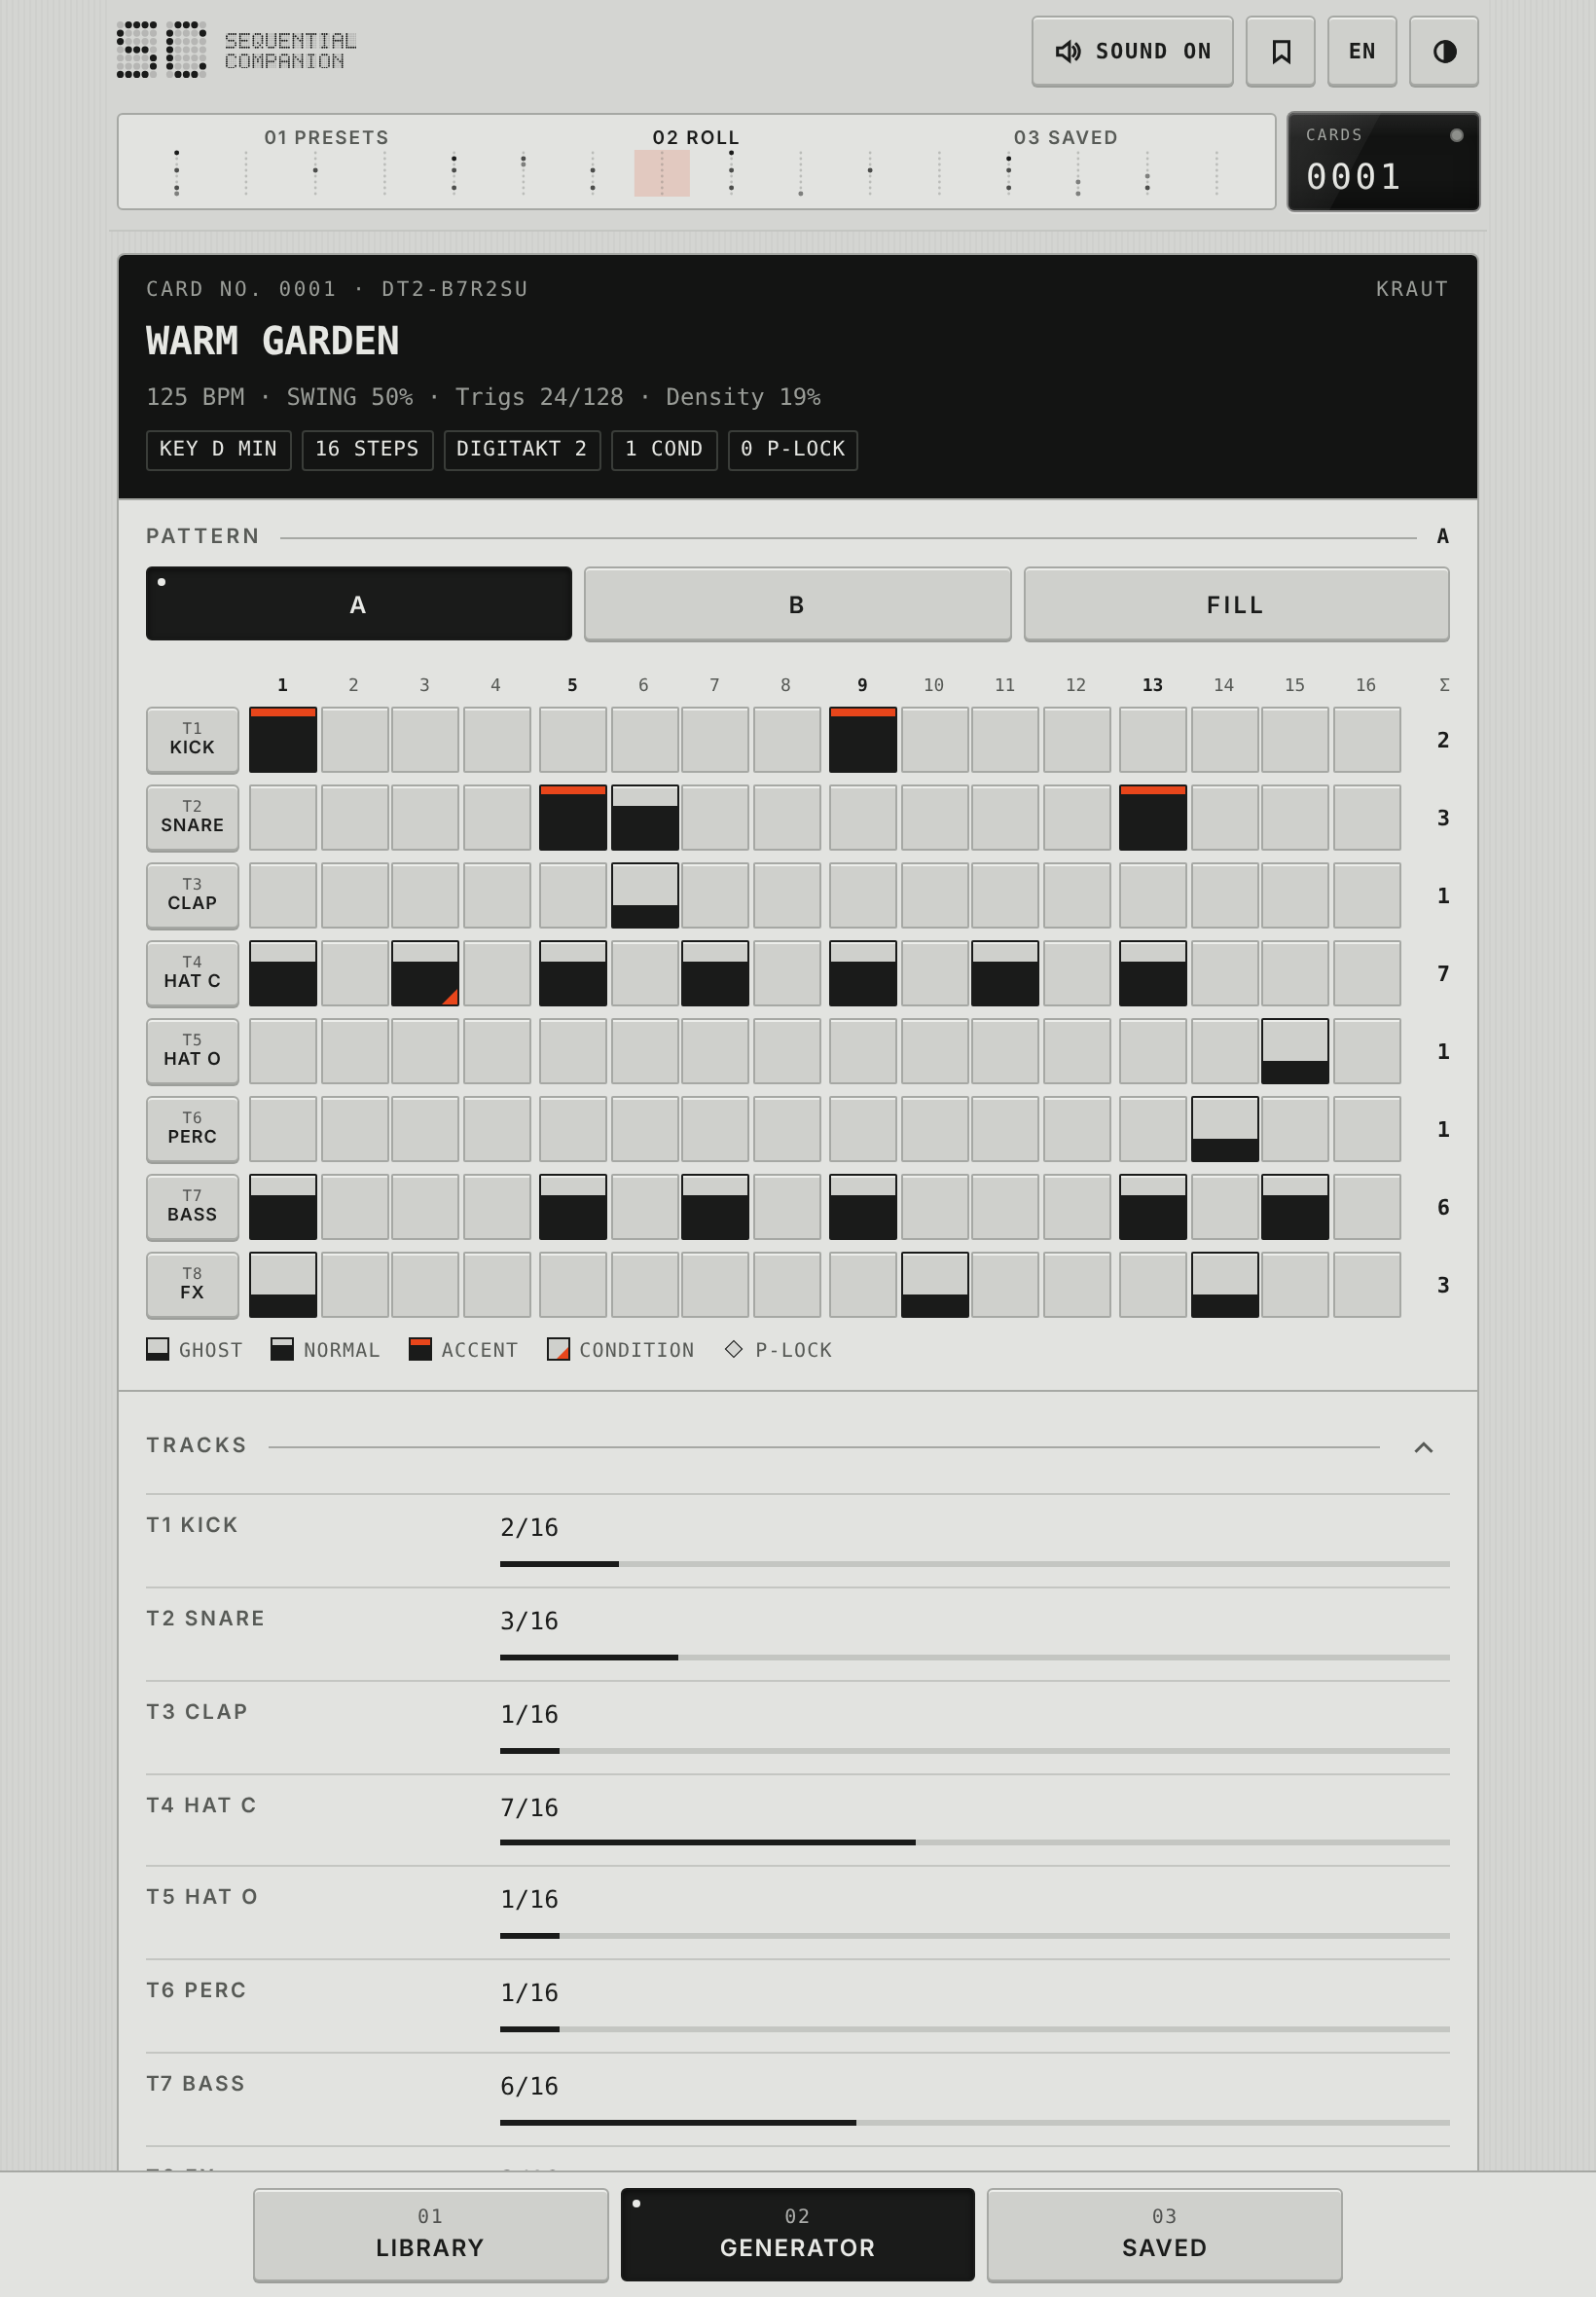 SC
SEQUENTIAL
COMPANION
SOUND ON
EN
01 PRESETS
02 ROLL
03 SAVED
CARDS
0001
CARD NO. 0001 · DT2-B7R2SU
KRAUT
WARM GARDEN
125 BPM · SWING 50% · Trigs 24/128 · Density 19%
KEY D MIN
16 STEPS
DIGITAKT 2
1 COND
0 P-LOCK
PATTERN
A
A
B
FILL
1 2 3 4 5 6 7 8 9 10 11 12 13 14 15 16 Σ
T1
KICK
2
T2
SNARE
3
T3
CLAP
1
T4
HAT C
7
T5
HAT O
1
T6
PERC
1
T7
BASS
6
T8
FX
3
GHOST
NORMAL
ACCENT
CONDITION
P-LOCK
TRACKS
T1 KICK
2/16
T2 SNARE
3/16
T3 CLAP
1/16
T4 HAT C
7/16
T5 HAT O
1/16
T6 PERC
1/16
T7 BASS
6/16
01
LIBRARY
02
GENERATOR
03
SAVED